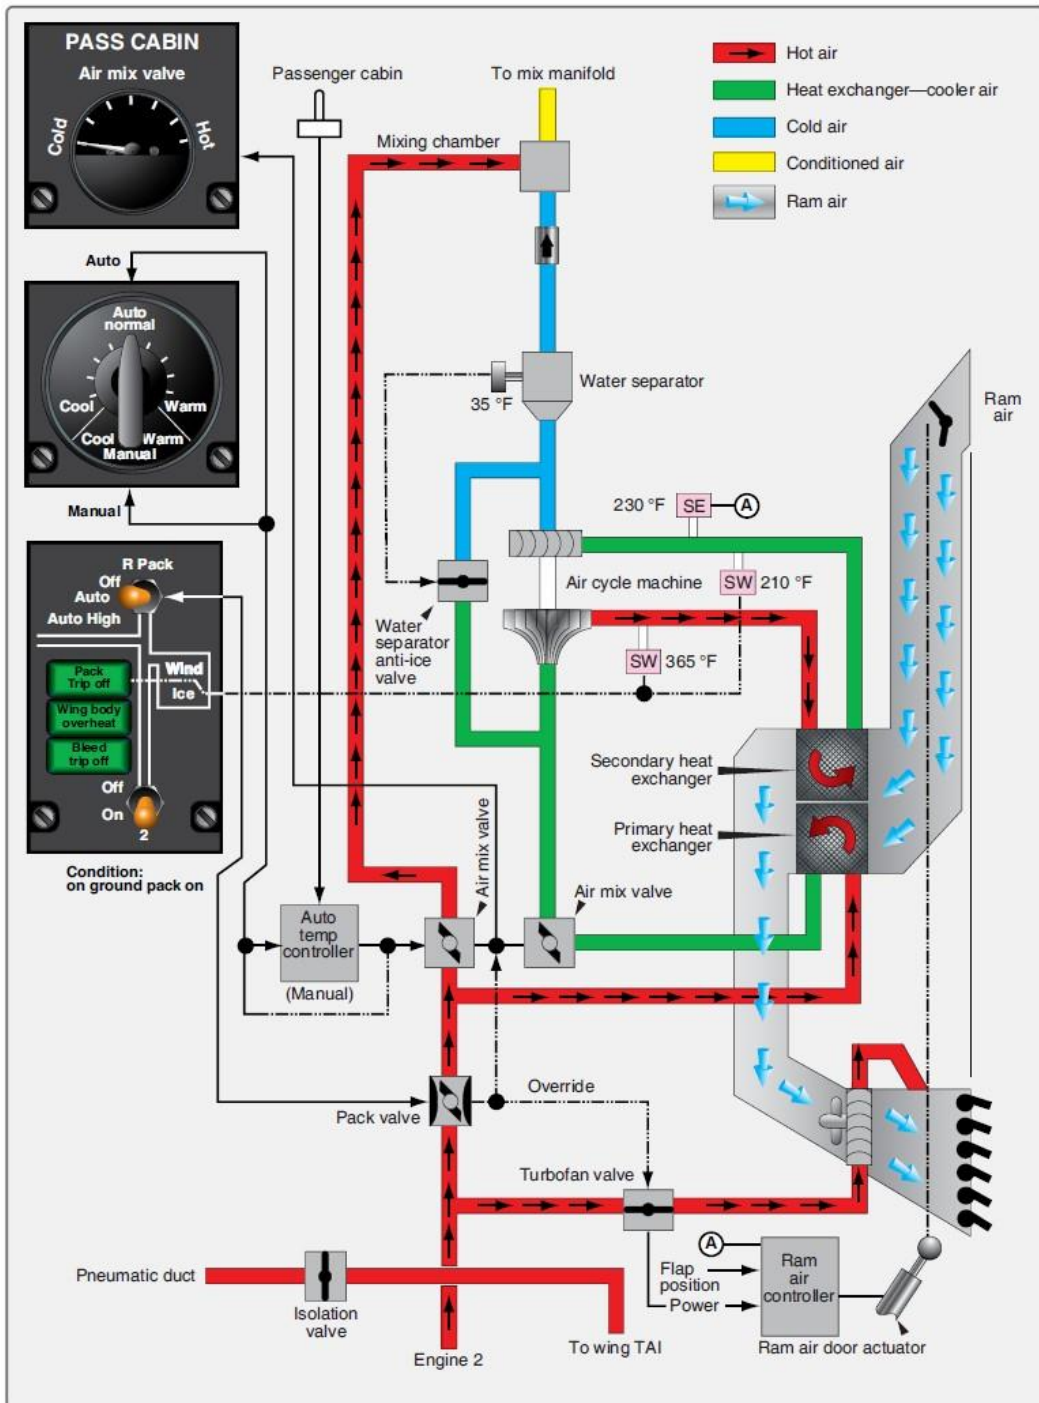 PASS CABIN
Air mix valve
Cold
Hot
Passenger cabin
To mix manifold
Mixing chamber
Hot air
Heat exchanger—cooler air
Cold air
Conditioned air
Ram air
Auto
Auto
normal
Cool
Warm
Cool
Warm
Manual
Manual
Water separator
35 °F
Ram
air
230 °F
SE
A
Air cycle machine
SW
210 °F
Water
separator
anti-ice
valve
SW
365 °F
R Pack
Off
Auto
Auto High
Wind
Ice
Pack
Trip off
Wing body
overheat
Bleed
trip off
Off
On
2
Condition:
on ground pack on
Secondary heat
exchanger
Primary heat
exchanger
Air mix valve
Air mix valve
Auto
temp
controller
(Manual)
Override
Pack valve
Turbofan valve
Pneumatic duct
Isolation
valve
Engine 2
To wing TAI
A
Flap
position
Power
Ram
air
controller
Ram air door actuator